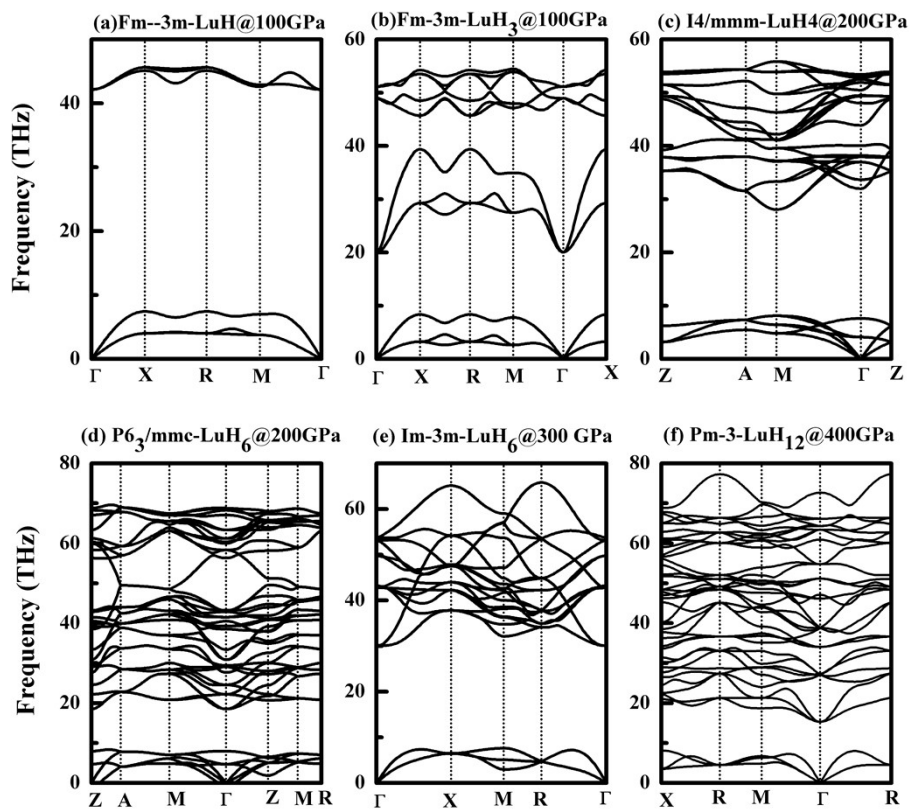 (a)Fm--3m-LuH@100GPa
(b)Fm-3m-LuH3@100GPa
(c) I4/mmm-LuH4@200GPa
Frequency (THz)
40
20
0
Γ X R M Γ
60
40
20
0
Γ X R M Γ X
60
40
20
0
Z A M Γ Z
(d) P63/mmc-LuH6@200GPa
(e) Im-3m-LuH6@300 GPa
(f) Pm-3-LuH12@400GPa
Frequency (THz)
80
60
40
20
0
Z A M Γ Z M R
60
40
20
0
Γ X M R Γ
80
60
40
20
0
X R M Γ R